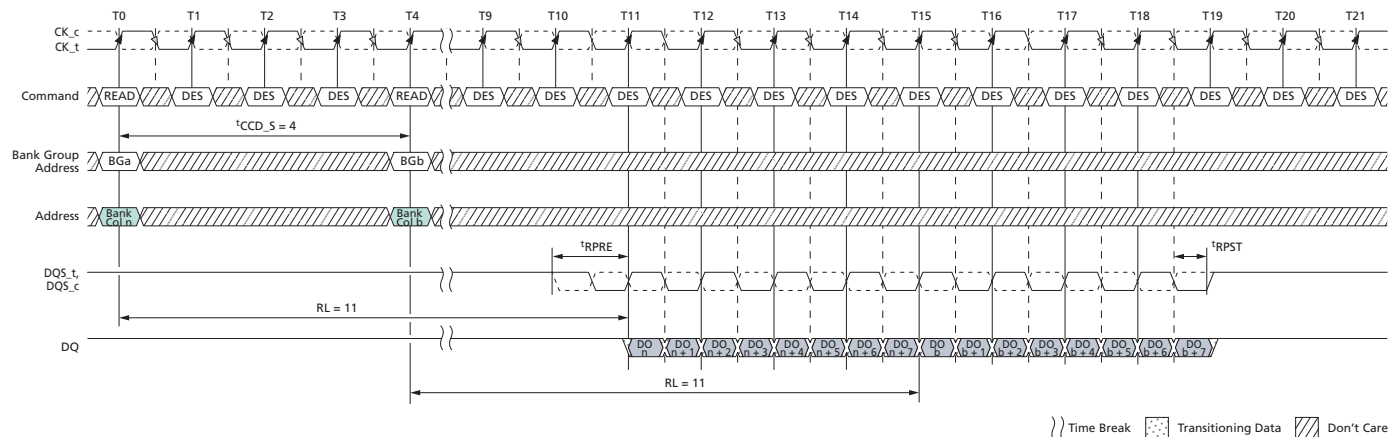 T0 T1 T2 T3 T4 T9 T10 T11 T12 T13 T14 T15 T16 T17 T18 T19 T20 T21
CK_c
CK_t
Command READ DES DES DES READ DES DES DES DES DES DES DES DES DES DES DES DES DES
tCCD_S = 4
Bank Group
Address
BGa BGb
Address
Bank
Col n
Bank
Col b
tRPRE tRPST
DQS_t,
DQS_c
RL = 11
DQ
DO
n
DO
n + 1
DO
n + 2
DO
n + 3
DO
n + 4
DO
n + 5
DO
n + 6
DO
n + 7
DO
b
DO
b + 1
DO
b + 2
DO
b + 3
DO
b + 4
DO
b + 5
DO
b + 6
DO
b + 7
RL = 11
Time Break Transitioning Data Don't Care